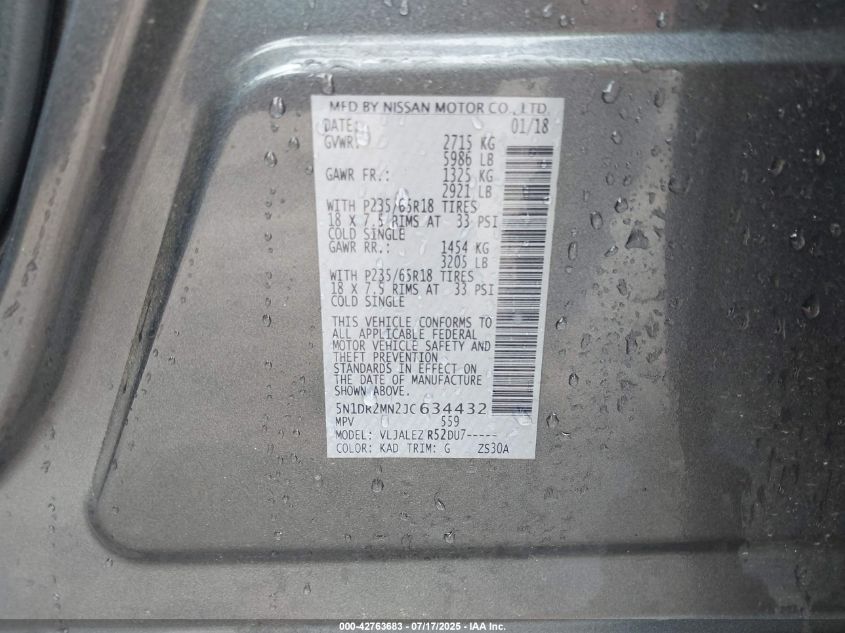 MFD BY NISSAN MOTOR CO., LTD.
DATE: 01/18
GVWR: 2715 KG
5986 LB
GAWR FR.: 1325 KG
2921 LB
WITH P235/65R18 TIRES
18 X 7.5 RIMS AT 33 PSI
COLD SINGLE
GAWR RR.: 1454 KG
3205 LB
WITH P235/65R18 TIRES
18 X 7.5 RIMS AT 33 PSI
COLD SINGLE
THIS VEHICLE CONFORMS TO
ALL APPLICABLE FEDERAL
MOTOR VEHICLE SAFETY AND
THEFT PREVENTION
STANDARDS IN EFFECT ON
THE DATE OF MANUFACTURE
SHOWN ABOVE.
5N1DR2MN2JC634432
MPV 559
MODEL: VLJALEZ R52DU7-----
COLOR: KAD TRIM: G ZS30A
000-42763683 - 07/17/2025 - IAA Inc.